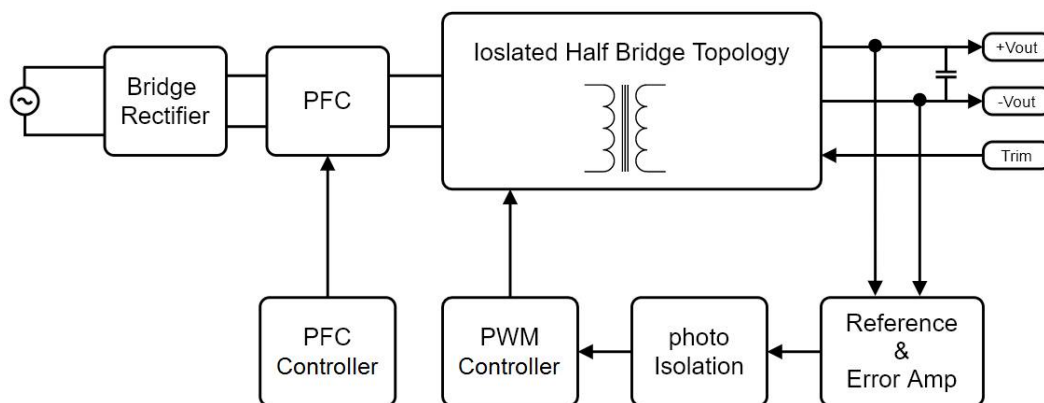 Ioslated Half Bridge Topology
+Vout
Bridge
Rectifier
PFC
-Vout
Trim
PFC
Controller
PWM
Controller
photo
Isolation
Reference
&
Error Amp